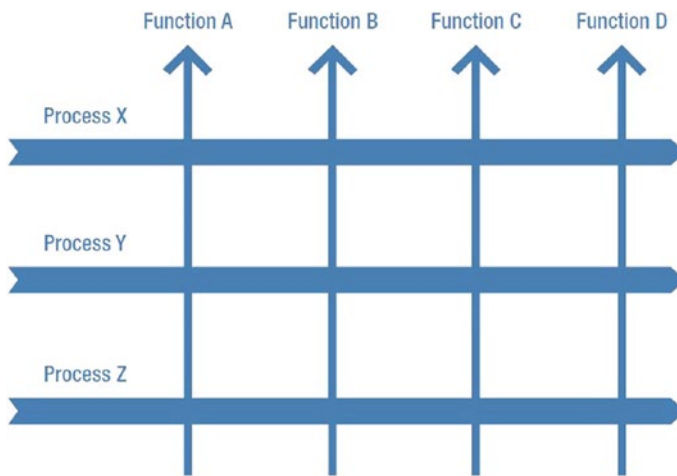 Function A Function B Function C Function D
Process X
Process Y
Process Z